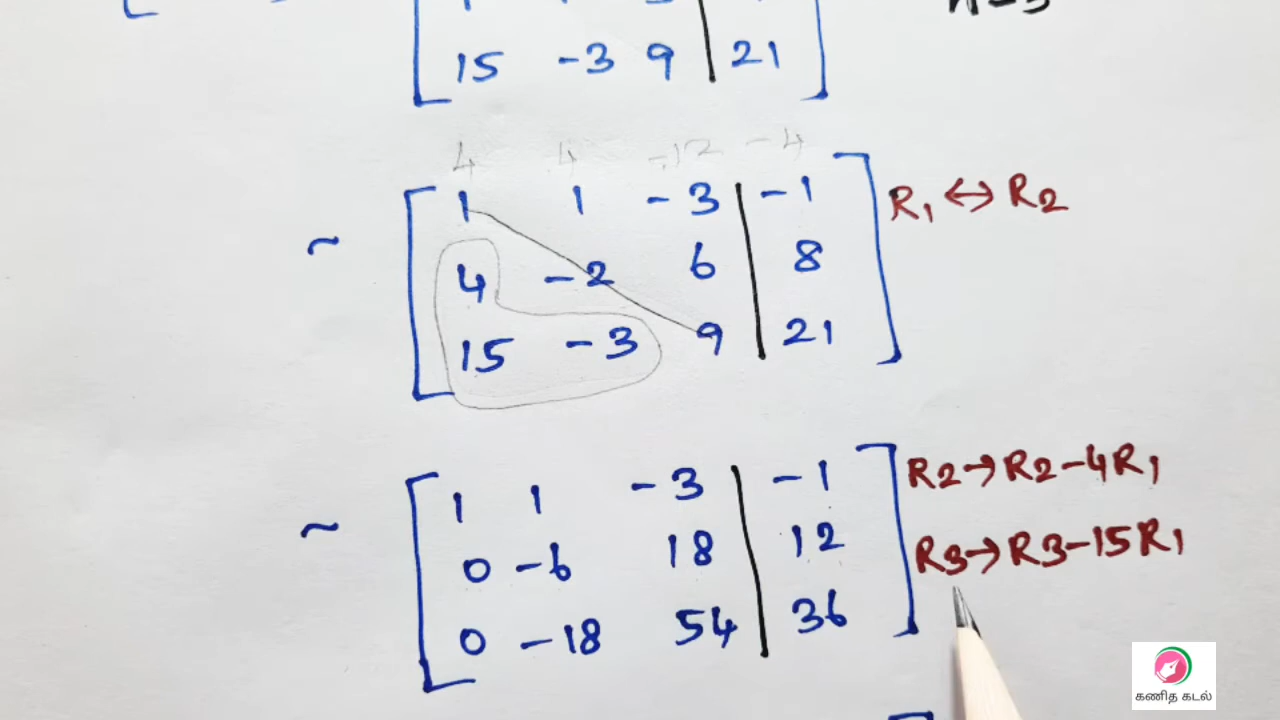 15 -3 9 | 21
4 4 -12 -4
1 1 -3 | -1 R1 ↔ R2
~ 4 -2 6 | 8
15 -3 9 | 21
1 1 -3 | -1 R2→R2-4R1
~ 0 -6 18 | 12 R3→R3-15R1
0 -18 54 | 36
கணித கடல்